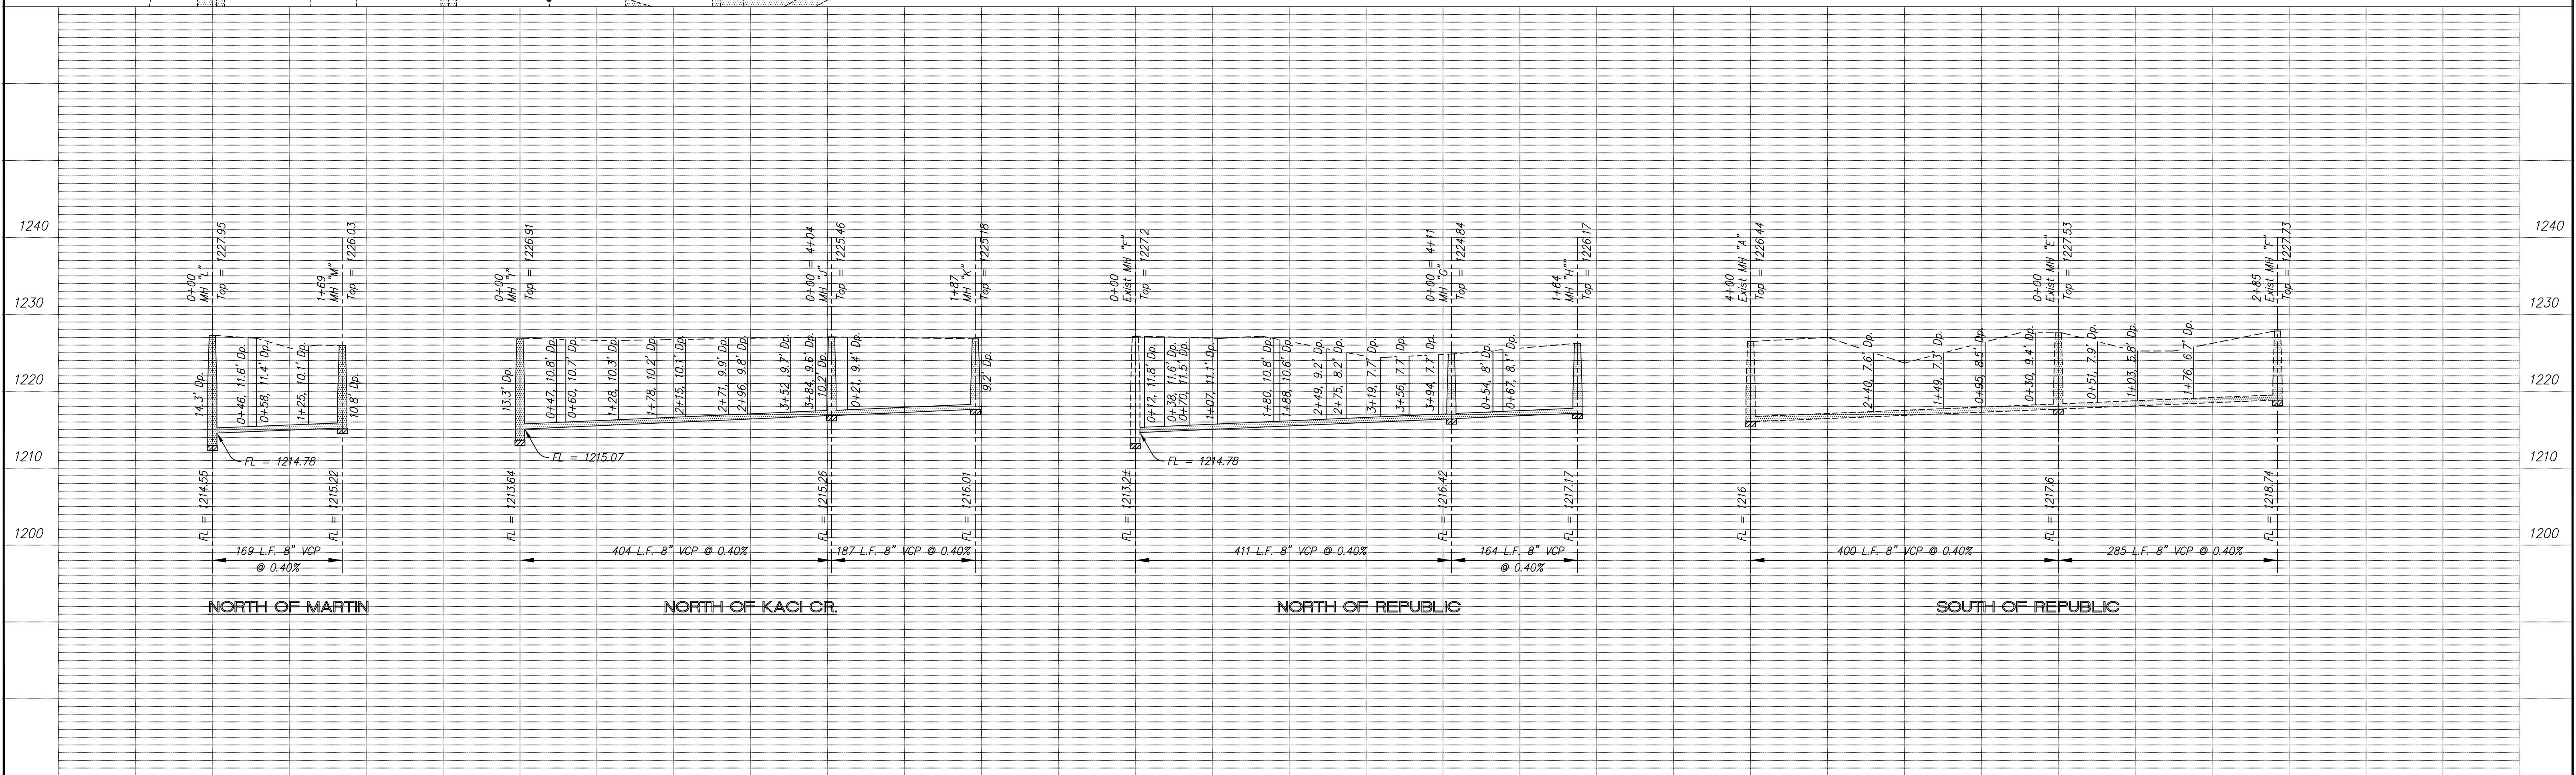 1240
1230
1220
1210
1200
0+00
MH "L"
Top = 1227.95
1+69
MH "M"
Top = 1226.03
14.3' Dp.
0+46, 11.6' Dp.
0+58, 11.4' Dp.
1+25, 10.1' Dp.
10.8' Dp.
FL = 1214.78
FL = 1214.55
FL = 1215.22
169 L.F. 8" VCP
@ 0.40%
NORTH OF MARTIN
0+00
MH "I"
Top = 1226.91
0+00 = 4+04
MH "J"
Top = 1225.46
1+87
MH "K"
Top = 1225.18
13.3' Dp.
0+47, 10.8' Dp.
0+60, 10.7' Dp.
1+28, 10.3' Dp.
1+78, 10.2' Dp.
2+15, 10.1' Dp.
2+71, 9.9' Dp.
2+96, 9.8' Dp.
3+52, 9.7' Dp.
3+84, 9.6' Dp.
10.2' Dp.
0+21, 9.4' Dp.
9.2' Dp.
FL = 1215.07
FL = 1213.64
FL = 1215.26
FL = 1216.01
404 L.F. 8" VCP @ 0.40%
187 L.F. 8" VCP @ 0.40%
NORTH OF KACI CR.
0+00
Exist MH "F"
Top = 1227.2
0+00 = 4+11
MH "G"
Top = 1224.84
1+64
MH "H""
Top = 1226.17
0+12, 11.8' Dp.
0+38, 11.6' Dp.
0+70, 11.5' Dp.
1+07, 11.1' Dp.
1+80, 10.8' Dp.
1+88, 10.6' Dp.
2+49, 9.2' Dp.
2+75, 8.2' Dp.
3+19, 7.7' Dp.
3+56, 7.7' Dp.
3+94, 7.7' Dp.
0+54, 8' Dp.
0+67, 8.1' Dp.
FL = 1214.78
FL = 1213.2±
FL = 1216.42
FL = 1217.17
411 L.F. 8" VCP @ 0.40%
164 L.F. 8" VCP
@ 0.40%
NORTH OF REPUBLIC
4+00
Exist MH "A"
Top = 1226.44
0+00
Exist MH "E"
Top = 1227.53
2+85
Exist MH "F"
Top = 1227.73
2+40, 7.6' Dp.
1+49, 7.3' Dp.
0+95, 8.5' Dp.
0+30, 9.4' Dp.
0+51, 7.9' Dp.
1+03, 5.8' Dp.
1+76, 6.7' Dp.
FL = 1216
FL = 1217.6
FL = 1218.74
400 L.F. 8" VCP @ 0.40%
285 L.F. 8" VCP @ 0.40%
SOUTH OF REPUBLIC
1240
1230
1220
1210
1200